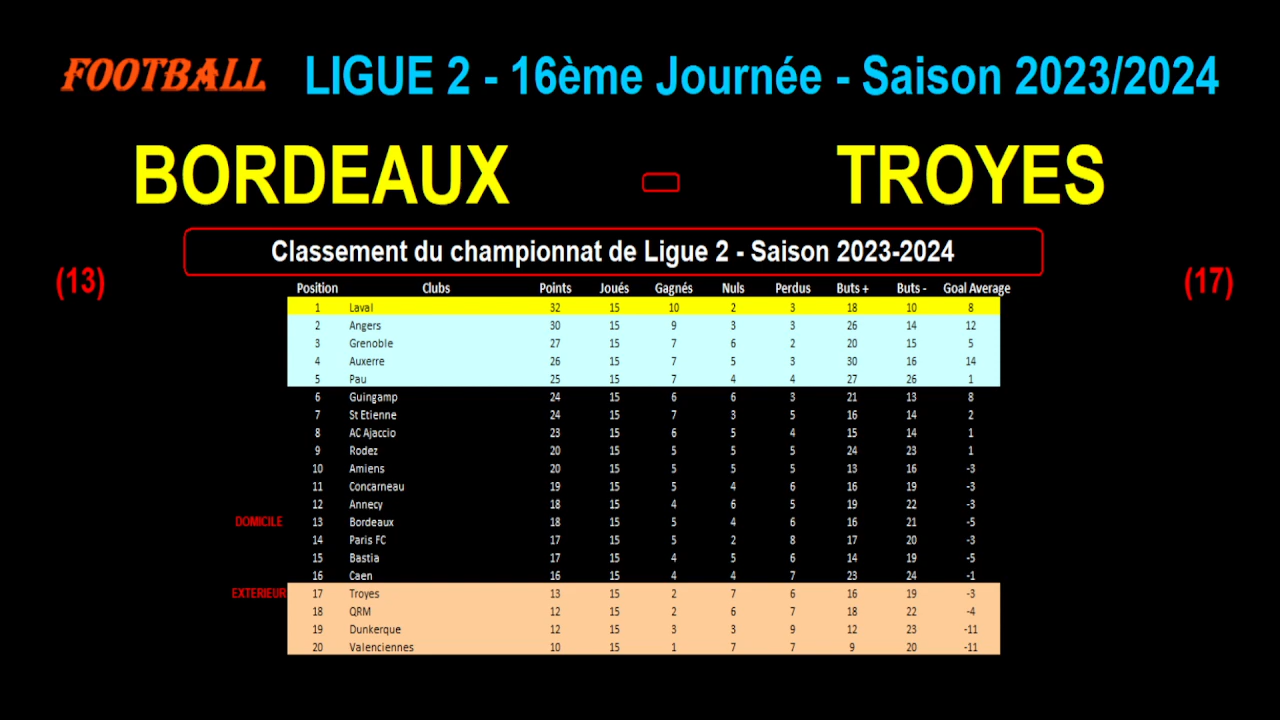 FOOTBALL LIGUE 2 - 16ème Journée - Saison 2023/2024
BORDEAUX - TROYES
Classement du championnat de Ligue 2 - Saison 2023-2024
(13) (17)
Position Clubs Points Joués Gagnés Nuls Perdus Buts + Buts - Goal Average
1 Laval 32 15 10 2 3 18 10 8
2 Angers 30 15 9 3 3 26 14 12
3 Grenoble 27 15 7 6 2 20 15 5
4 Auxerre 26 15 7 5 3 30 16 14
5 Pau 25 15 7 4 4 27 26 1
6 Guingamp 24 15 6 6 3 21 13 8
7 St Etienne 24 15 7 3 5 16 14 2
8 AC Ajaccio 23 15 6 5 4 15 14 1
9 Rodez 20 15 5 5 5 24 23 1
10 Amiens 20 15 5 5 5 13 16 -3
11 Concarneau 19 15 5 4 6 16 19 -3
12 Annecy 18 15 4 6 5 19 22 -3
DOMICILE 13 Bordeaux 18 15 5 4 6 16 21 -5
14 Paris FC 17 15 5 2 8 17 20 -3
15 Bastia 17 15 4 5 6 14 19 -5
16 Caen 16 15 4 4 7 23 24 -1
EXTERIEUR 17 Troyes 13 15 2 7 6 16 19 -3
18 QRM 12 15 2 6 7 18 22 -4
19 Dunkerque 12 15 3 3 9 12 23 -11
20 Valenciennes 10 15 1 7 7 9 20 -11